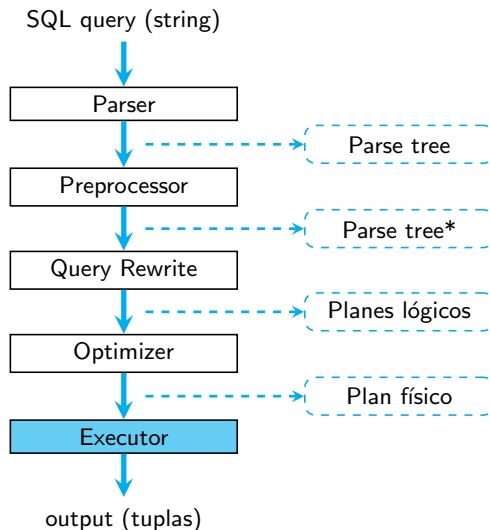 SQL query (string)
Parser
Parse tree
Preprocessor
Parse tree*
Query Rewrite
Planes lógicos
Optimizer
Plan físico
Executor
output (tuplas)